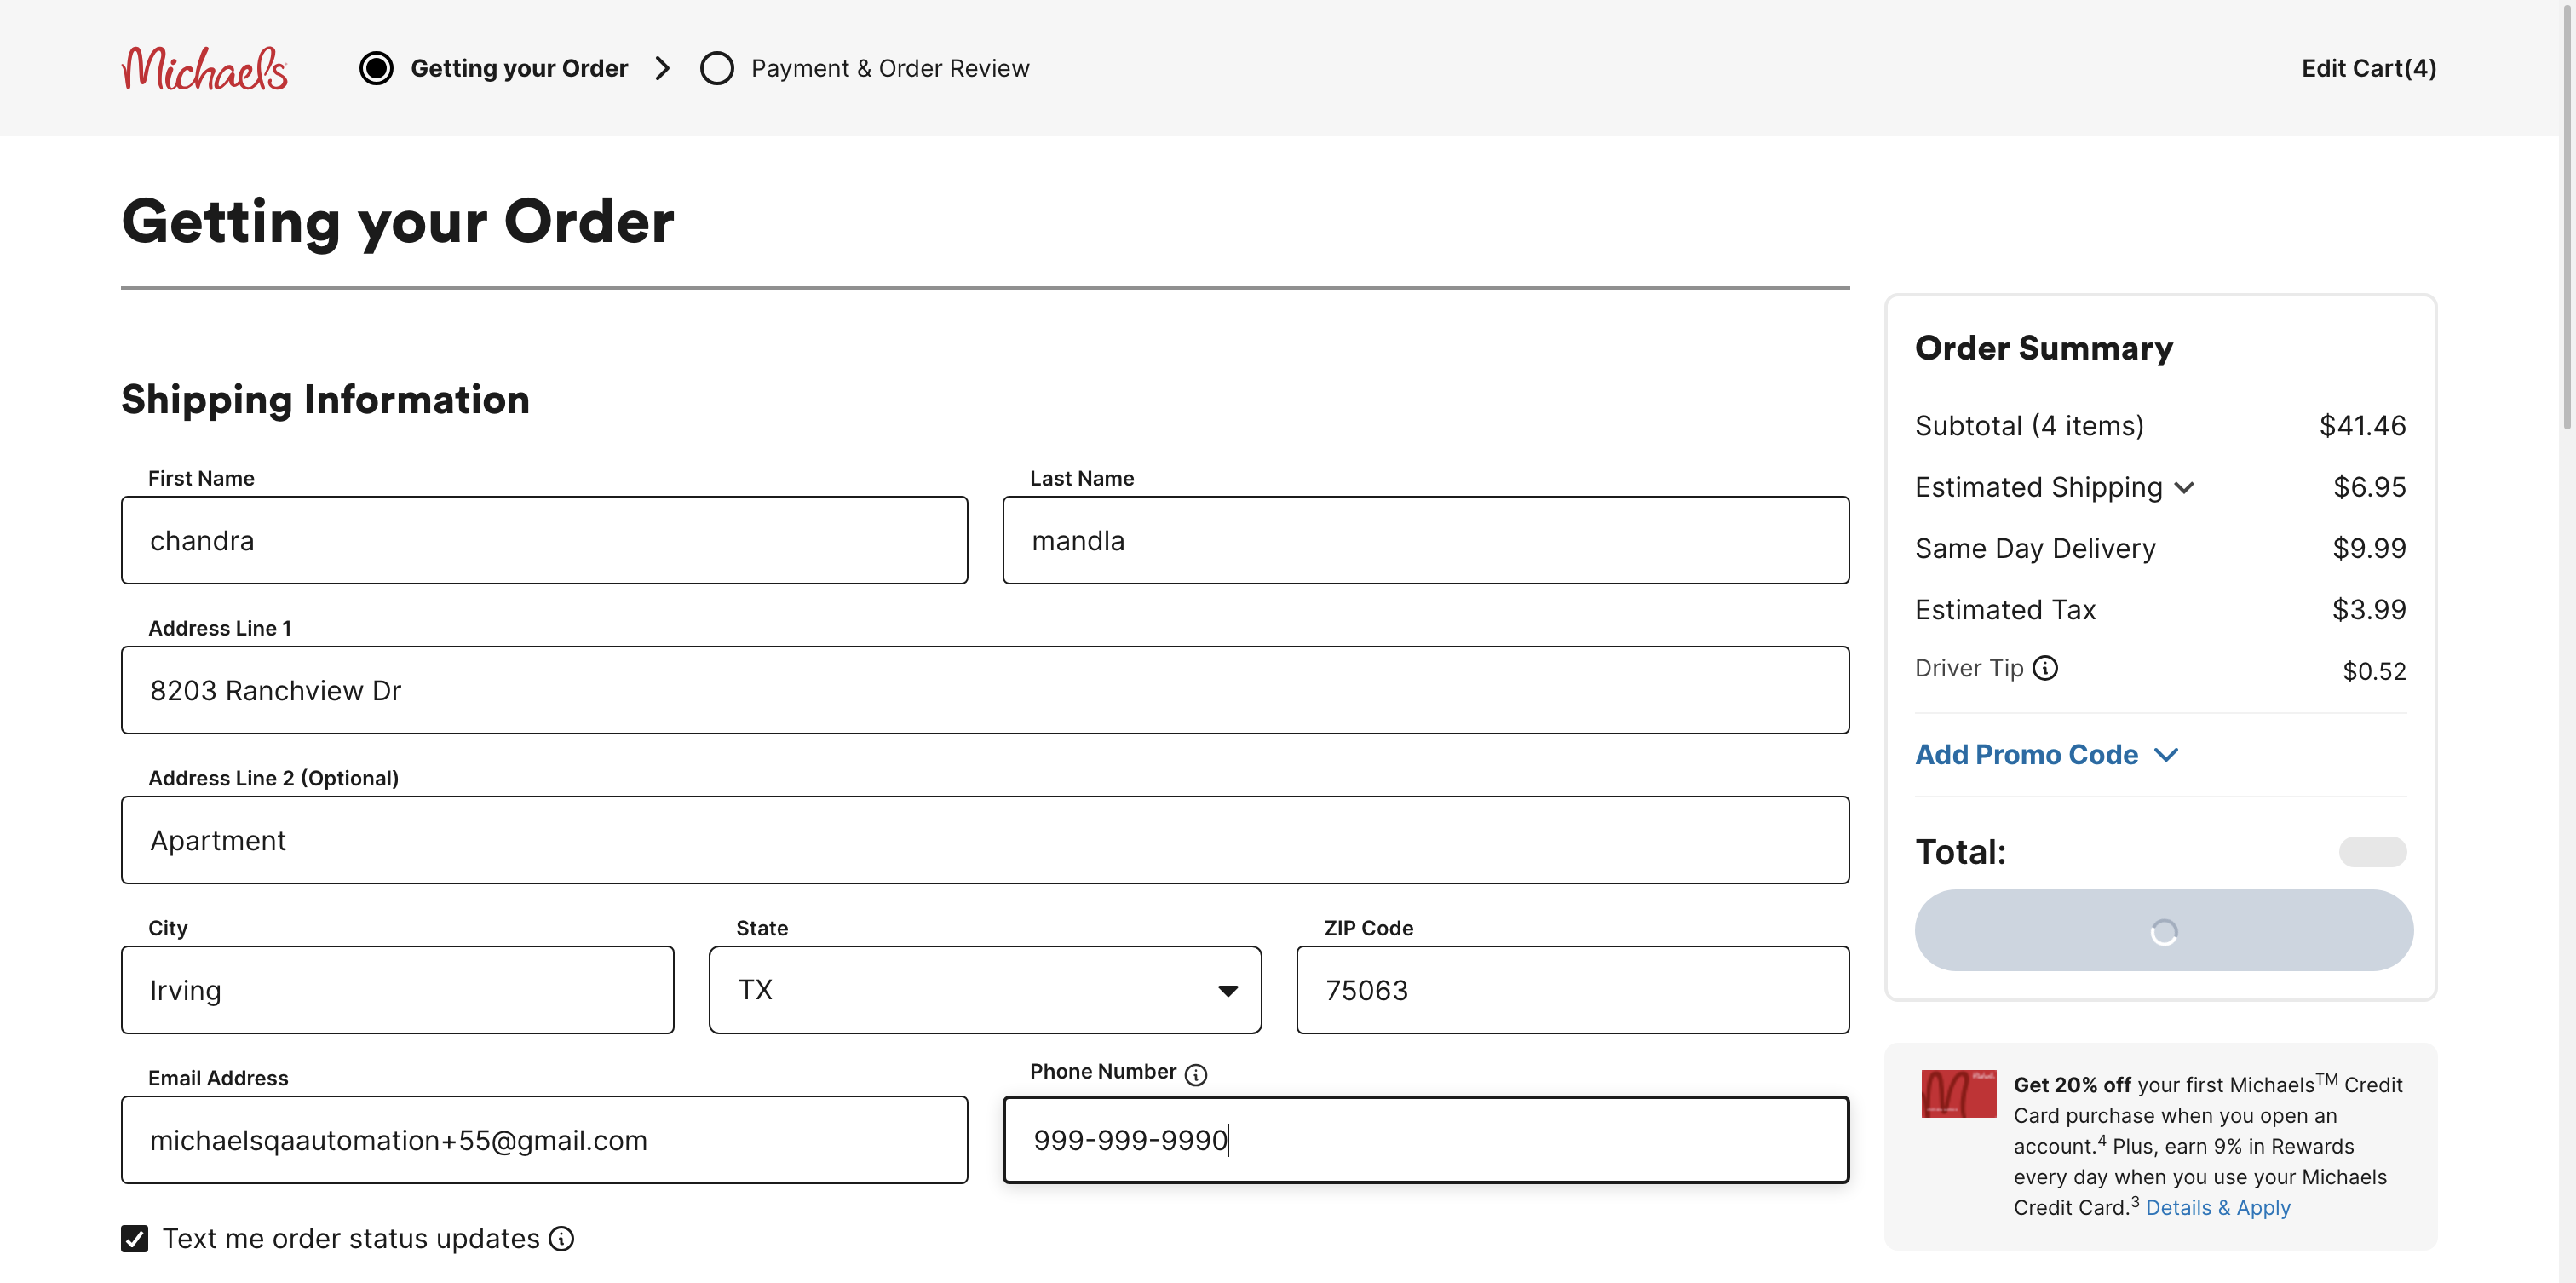 Michaels
Getting your Order
Payment & Order Review
Edit Cart(4)
Getting your Order
Shipping Information
First Name
Last Name
chandra
mandla
Address Line 1
8203 Ranchview Dr
Address Line 2 (Optional)
Apartment
City
State
ZIP Code
Irving
TX
75063
Email Address
Phone Number
michaelsqaautomation+55@gmail.com
999-999-9990
Text me order status updates
Order Summary
Subtotal (4 items) $41.46
Estimated Shipping $6.95
Same Day Delivery $9.99
Estimated Tax $3.99
Driver Tip $0.52
Add Promo Code
Total:
Get 20% off your first Michaels™ Credit
Card purchase when you open an
account.⁴ Plus, earn 9% in Rewards
every day when you use your Michaels
Credit Card.³ Details & Apply